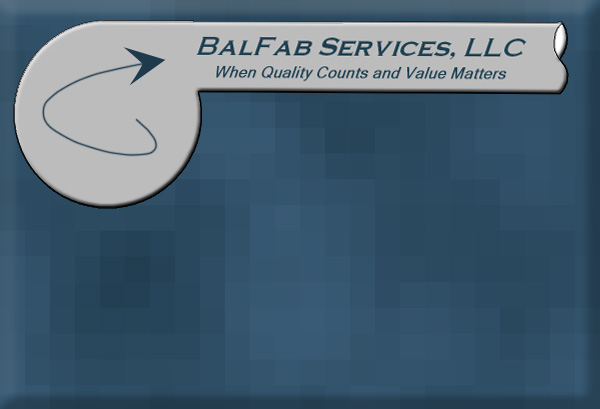 BalFab Services, LLC
When Quality Counts and Value Matters